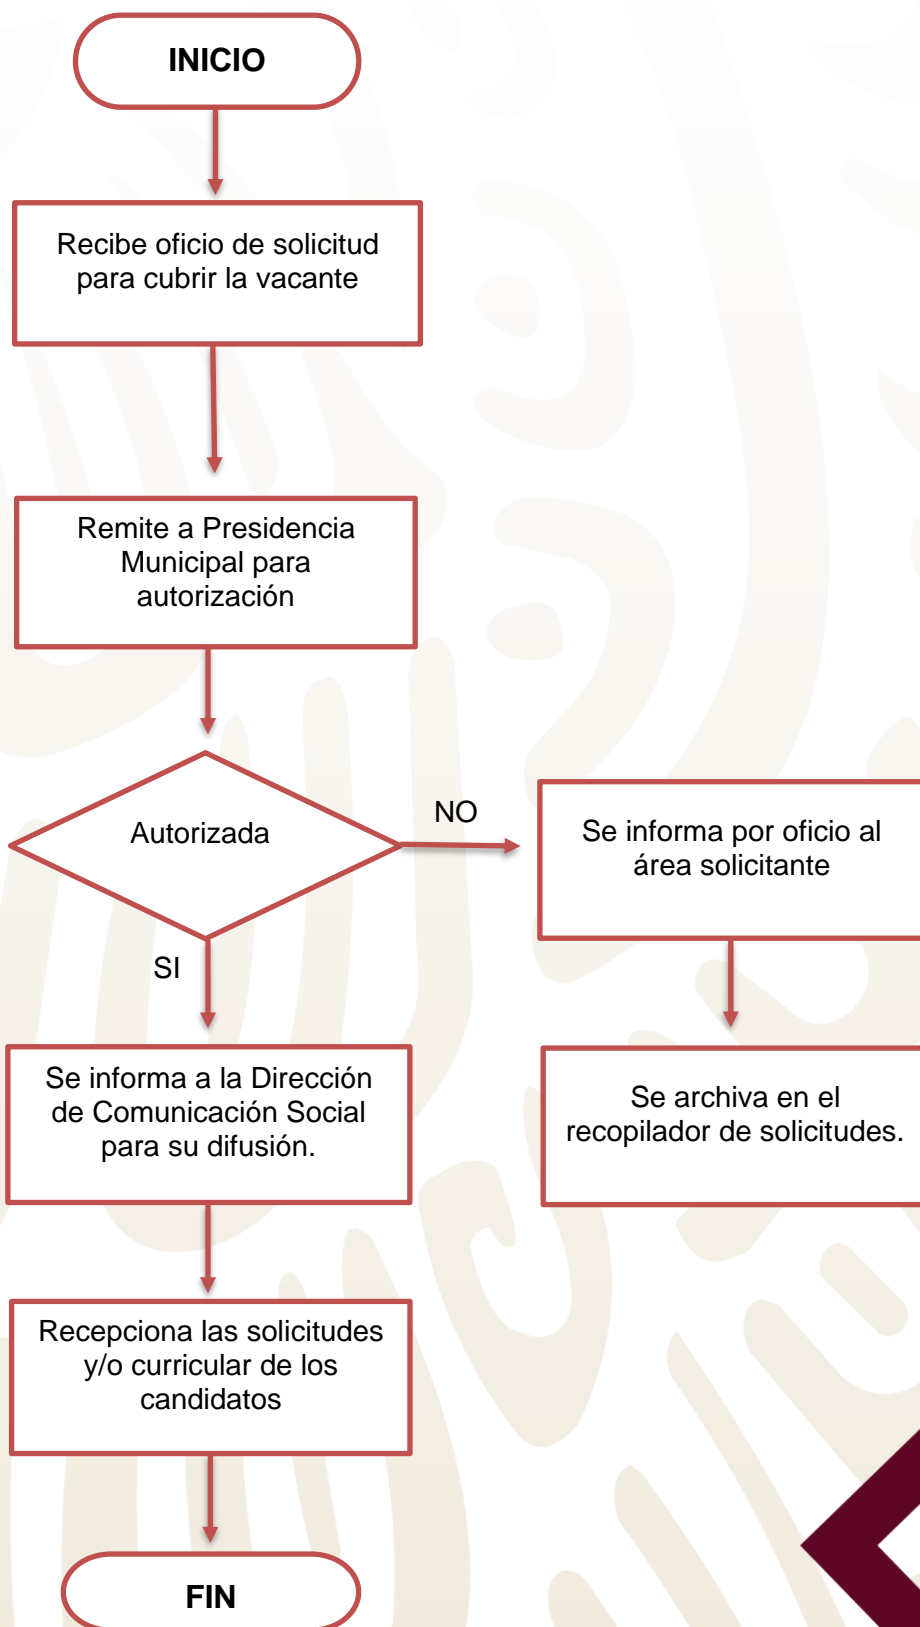 INICIO
Recibe oficio de solicitud
para cubrir la vacante
Remite a Presidencia
Municipal para
autorización
Autorizada
NO
Se informa por oficio al
área solicitante
SI
Se informa a la Dirección
de Comunicación Social
para su difusión.
Se archiva en el
recopilador de solicitudes.
Recepciona las solicitudes
y/o curricular de los
candidatos
FIN